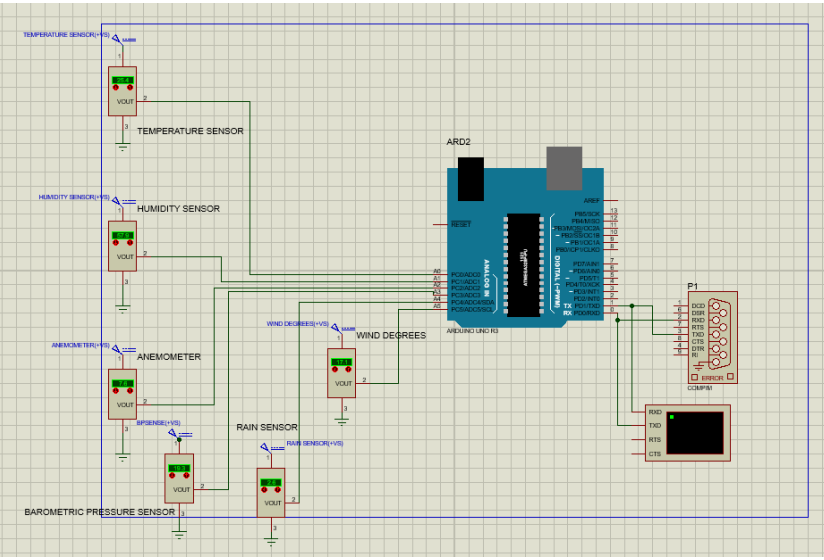 TEMPERATURE SENSOR(+VS)
1
VOUT
2
3
TEMPERATURE SENSOR
HUMIDITY SENSOR(+VS)
HUMIDITY SENSOR
1
VOUT
2
3
ANEMOMETER(+VS)
ANEMOMETER
1
VOUT
2
3
BPSENSE(+VS)
1
VOUT
2
3
BAROMETRIC PRESSURE SENSOR
RAIN SENSOR
RAIN SENSOR(+VS)
1
VOUT
2
3
WIND DEGREES(+VS)
WIND DEGREES
1
VOUT
2
3
ARD2
RESET
AREF
PB5/SCK 13
PB4/MISO 12
PB3/MOSI/OC2A 11
PB2/SS/OC1B 10
PB1/OC1A 9
PB0/ICP1/CLKO 8
PD7/AIN1 7
PD6/AIN0 6
PD5/T1 5
PD4/T0/XCK 4
PD3/INT1 3
PD2/INT0 2
TX PD1/TXD 1
RX PD0/RXD 0
A0 PC0/ADC0
A1 PC1/ADC1
A2 PC2/ADC2
A3 PC3/ADC3
A4 PC4/ADC4/SDA
A5 PC5/ADC5/SCL
ANALOG IN
DIGITAL (~PWM)
ARDUINO UNO R3
P1
1 DCD
6 DSR
2 RXD
7 RTS
3 TXD
8 CTS
4 DTR
9 RI
ERROR
COMPIM
RXD
TXD
RTS
CTS